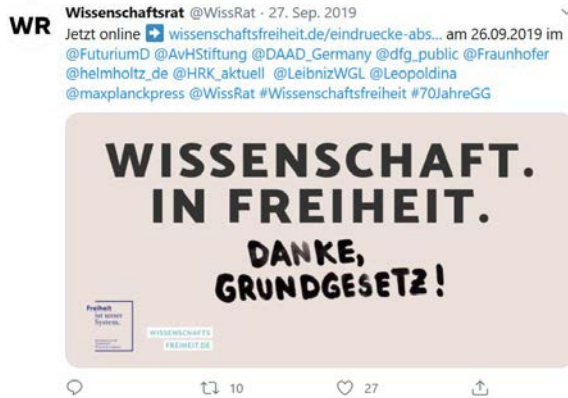 WR
Wissenschaftsrat @WissRat · 27. Sep. 2019
Jetzt online ➡ wissenschaftsfreiheit.de/eindruecke-abs... am 26.09.2019 im
@FuturiumD @AvHStiftung @DAAD_Germany @dfg_public @Fraunhofer
@helmholtz_de @HRK_aktuell @LeibnizWGL @Leopoldina
@maxplanckpress @WissRat #Wissenschaftsfreiheit #70JahreGG
WISSENSCHAFT.
IN FREIHEIT.
DANKE,
GRUNDGESETZ!
Freiheit
ist unser
System.
WISSENSCHAFTS
FREIHEIT.DE
10
27